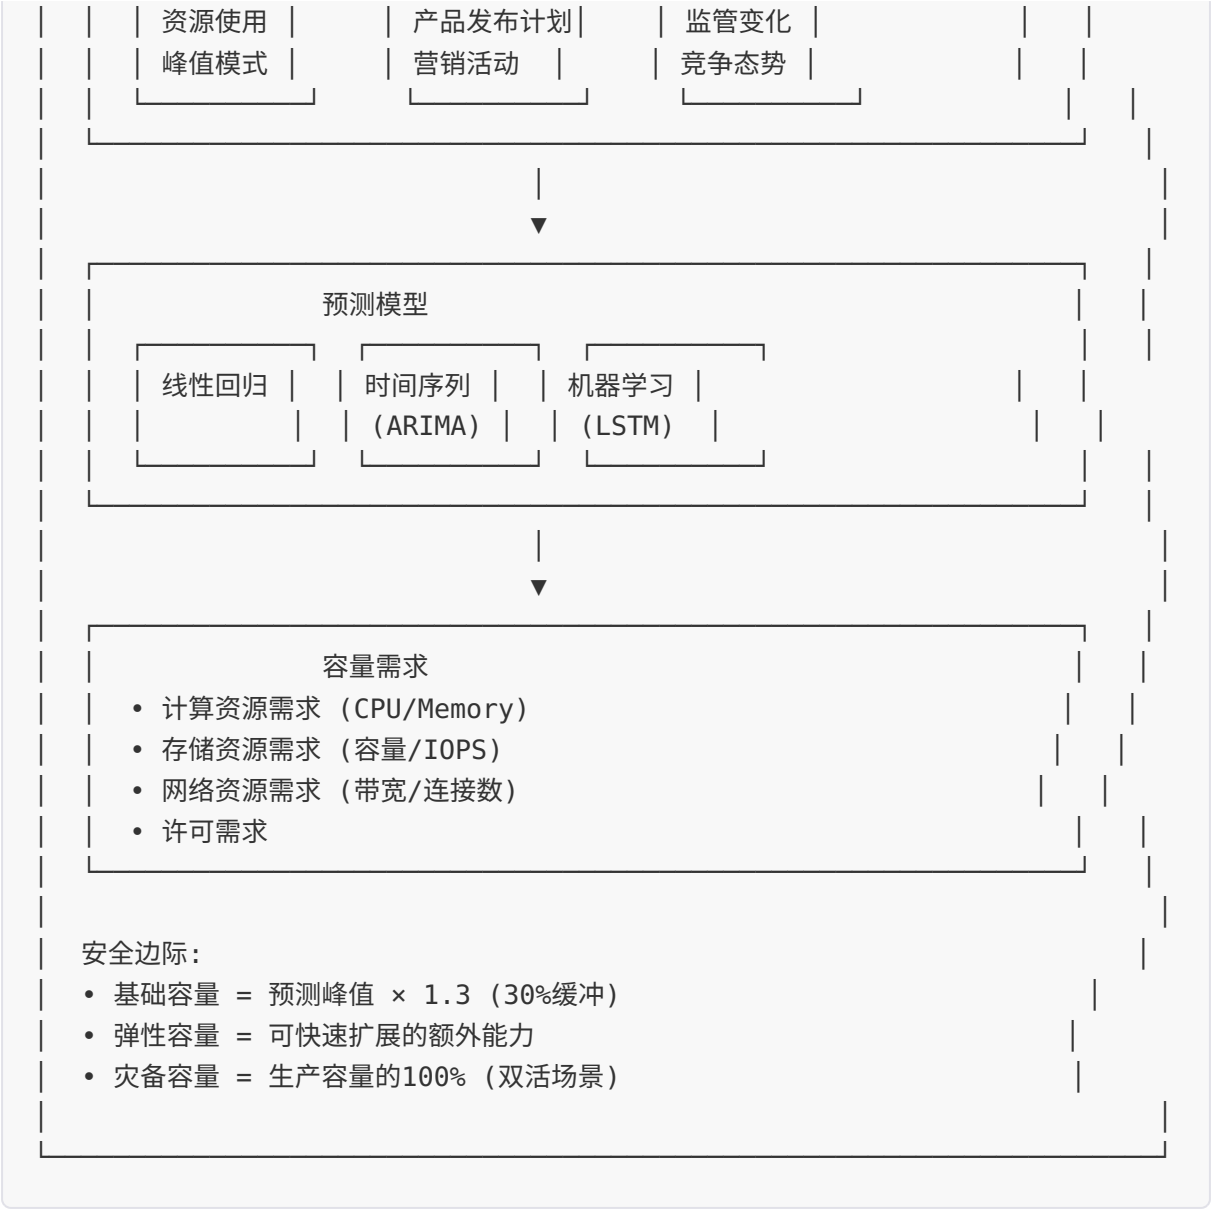 资源使用 产品发布计划 监管变化
峰值模式 营销活动 竞争态势
▼
预测模型
线性回归 时间序列 机器学习
(ARIMA) (LSTM)
▼
容量需求
• 计算资源需求 (CPU/Memory)
• 存储资源需求 (容量/IOPS)
• 网络资源需求 (带宽/连接数)
• 许可需求
安全边际:
• 基础容量 = 预测峰值 × 1.3 (30%缓冲)
• 弹性容量 = 可快速扩展的额外能力
• 灾备容量 = 生产容量的100% (双活场景)